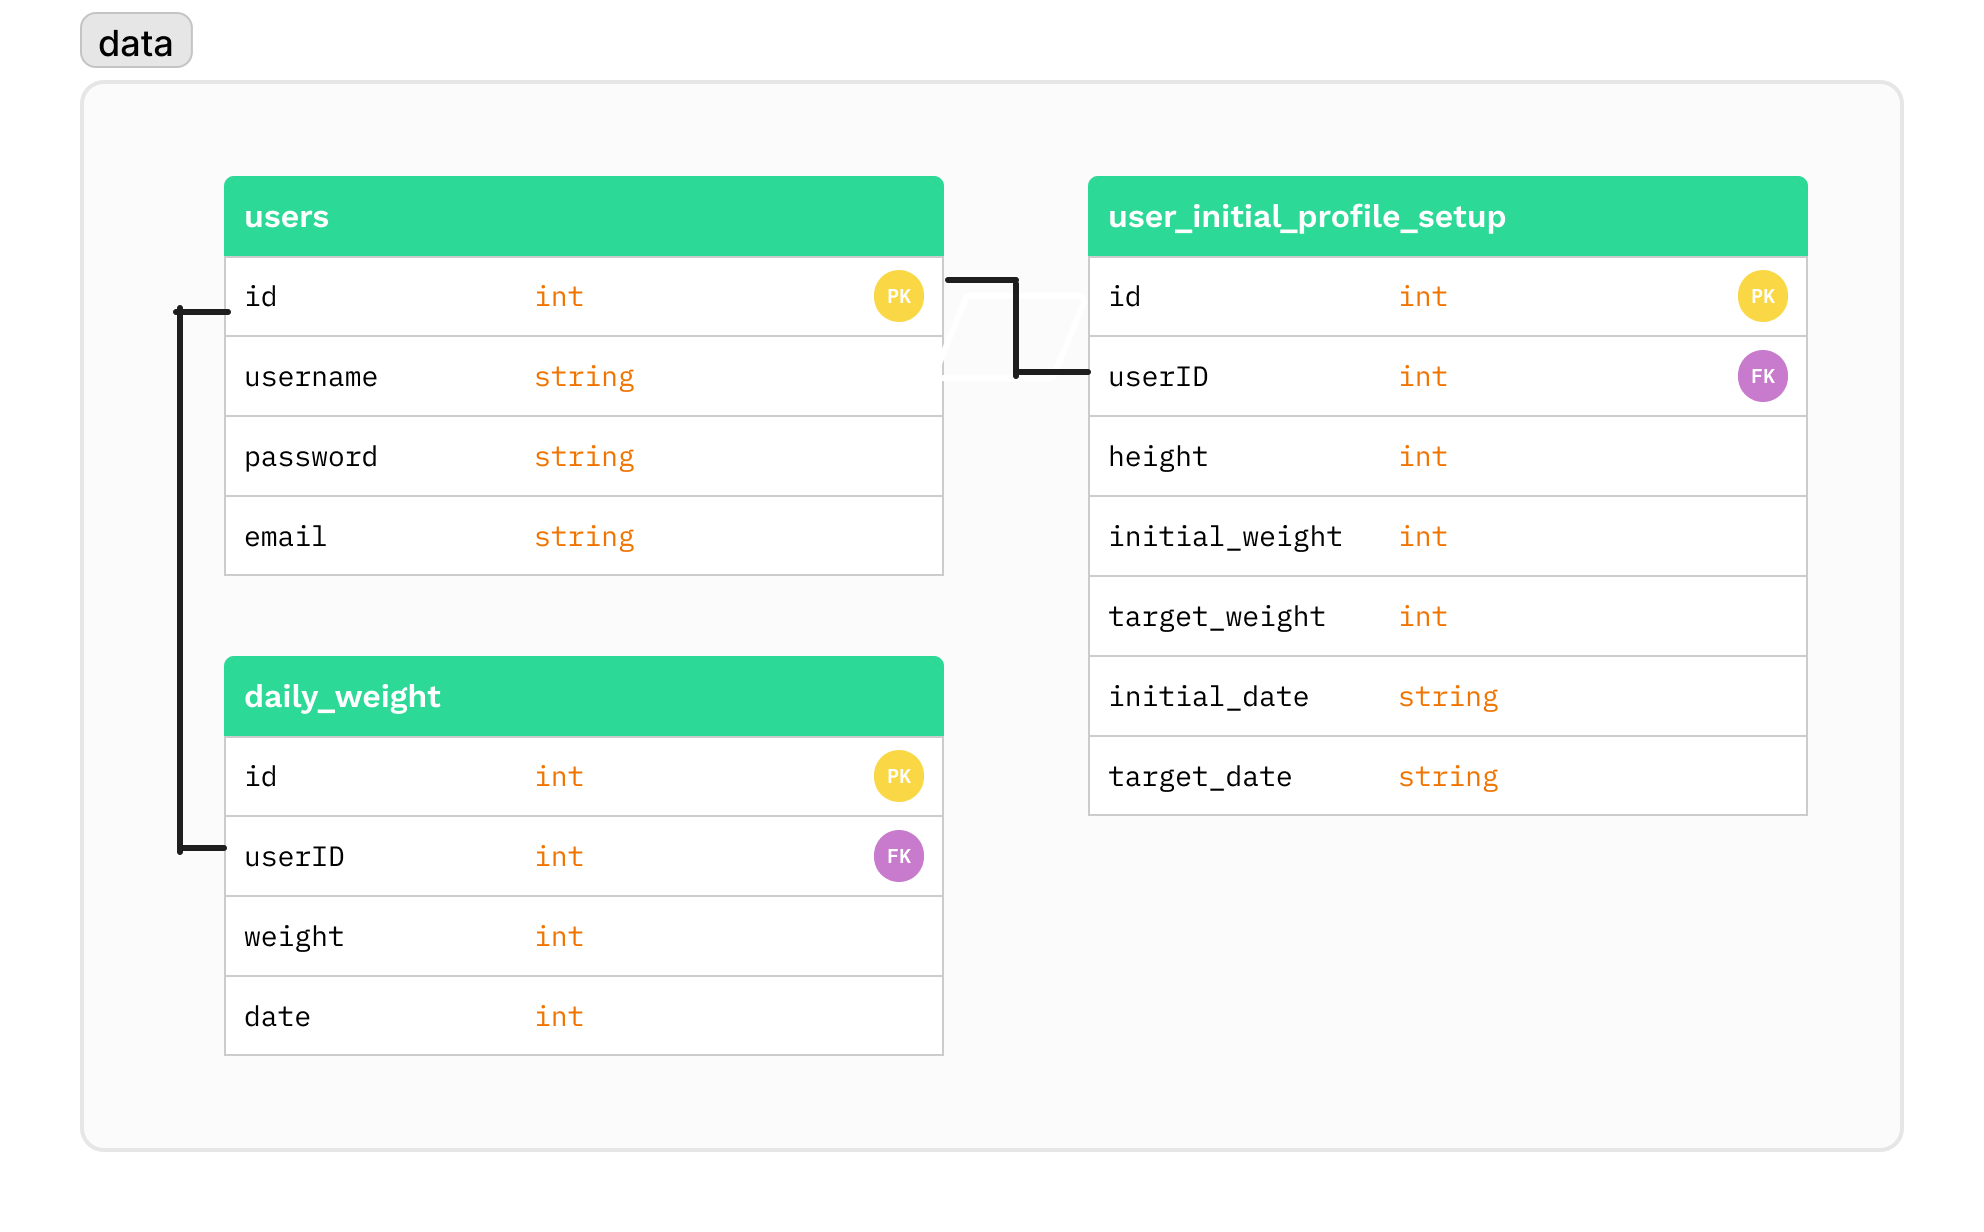 data
users
id int PK
username string
password string
email string
daily_weight
id int PK
userID int FK
weight int
date int
user_initial_profile_setup
id int PK
userID int FK
height int
initial_weight int
target_weight int
initial_date string
target_date string